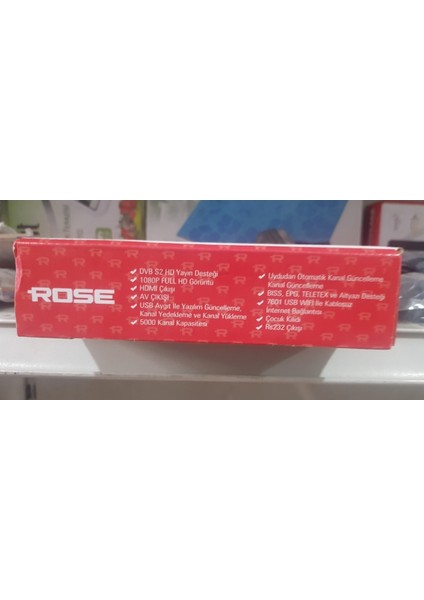 ROSE
✓ DVB S2 HD Yayın Desteği
✓ 1080P FULL HD Görüntü
✓ HDMI Çıkışı
✓ AV ÇIKIŞI
✓ USB Aygıt İle Yazılım Güncelleme,
Kanal Yedekleme ve Kanal Yükleme
✓ 5000 Kanal Kapasitesi
✓ Uydudan Otomatik Kanal Güncelleme
Kanal Güncelleme
✓ BISS, EPG, TELETEX ve Altyazı Desteği
✓ 7601 USB WIFI İle Kablosuz
İnternet Bağlantısı
✓ Çocuk Kilidi
✓ Rs232 Çıkışı